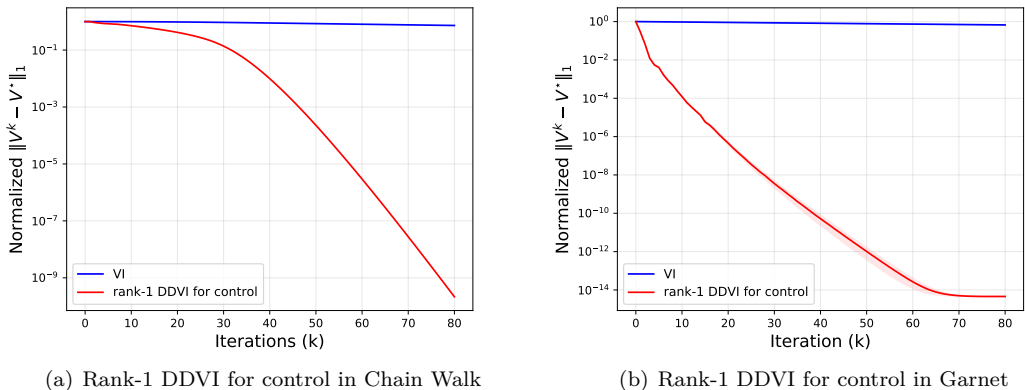 Normalized ‖V^k − V^⋆‖_1
10^−1
10^−3
10^−5
10^−7
10^−9
0 10 20 30 40 50 60 70 80
Iterations (k)
VI
rank-1 DDVI for control
(a) Rank-1 DDVI for control in Chain Walk
Normalized ‖V^k − V^⋆‖_1
10^0
10^−2
10^−4
10^−6
10^−8
10^−10
10^−12
10^−14
0 10 20 30 40 50 60 70 80
Iteration (k)
VI
rank-1 DDVI for control
(b) Rank-1 DDVI for control in Garnet